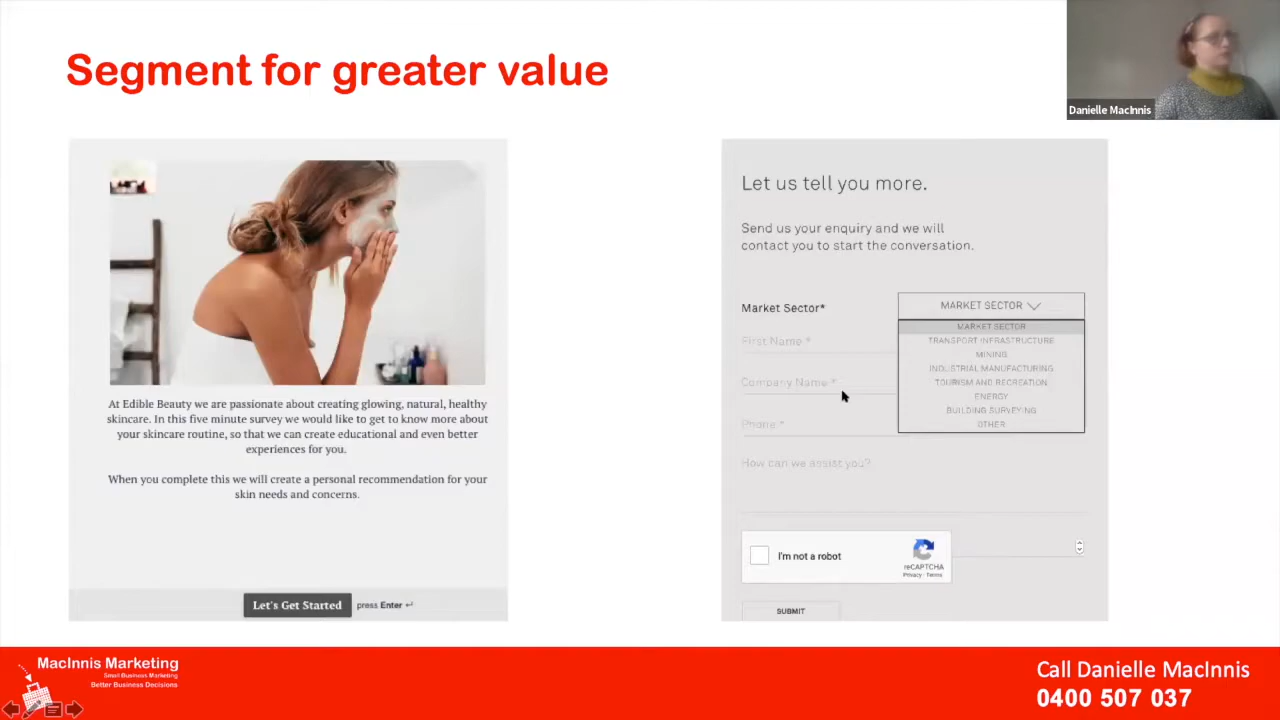 Segment for greater value
Danielle MacInnis
At Edible Beauty we are passionate about creating glowing, natural, healthy
skincare. In this five minute survey we would like to get to know more about
your skincare routine, so that we can create educational and even better
experiences for you.
When you complete this we will create a personal recommendation for your
skin needs and concerns.
Let's Get Started
press Enter ↵
Let us tell you more.
Send us your enquiry and we will
contact you to start the conversation.
Market Sector*
MARKET SECTOR
MARKET SECTOR
TRANSPORT INFRASTRUCTURE
MINING
INDUSTRIAL MANUFACTURING
TOURISM AND RECREATION
ENERGY
BUILDING SURVEYING
OTHER
First Name *
Company Name *
Phone *
How can we assist you?
I'm not a robot
reCAPTCHA
Privacy - Terms
SUBMIT
MacInnis Marketing
Small Business Marketing
Better Business Decisions
Call Danielle MacInnis
0400 507 037